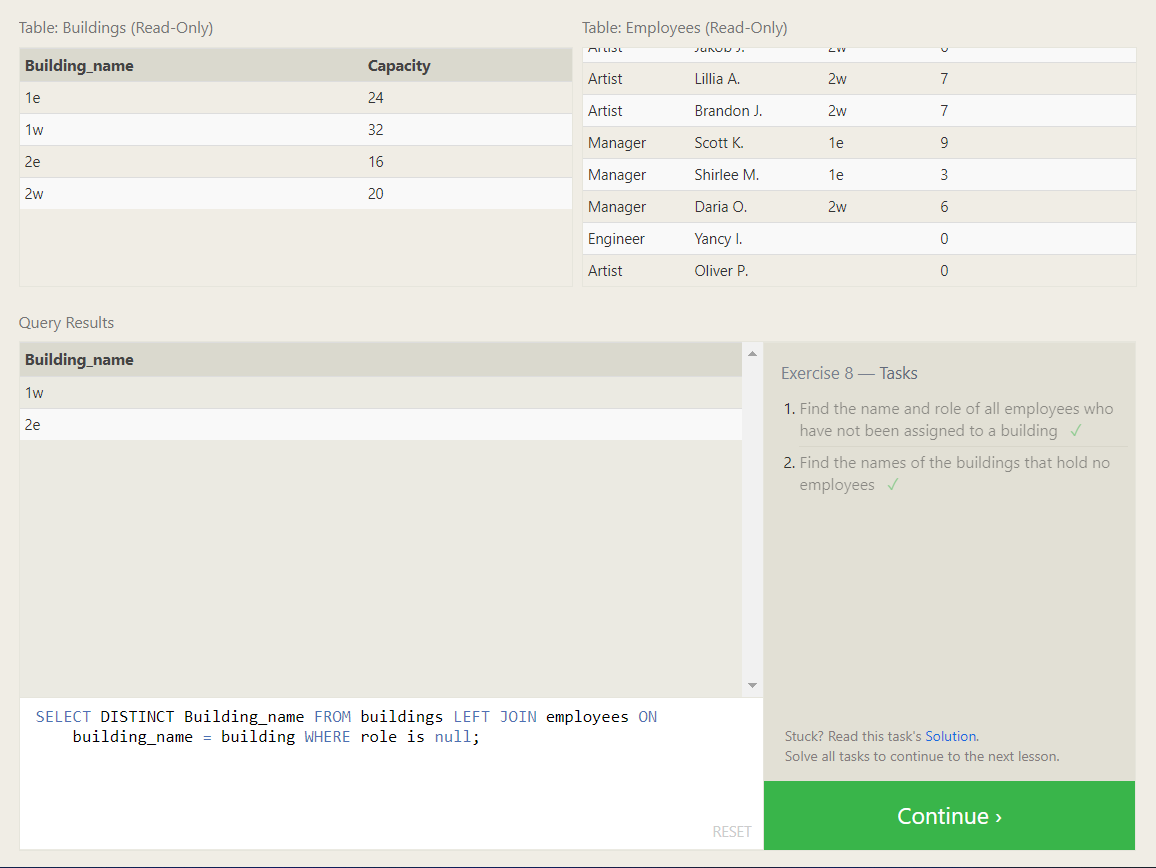 Table: Buildings (Read-Only)
Building_name Capacity
1e 24
1w 32
2e 16
2w 20
Table: Employees (Read-Only)
Artist Jakob J. 2w 6
Artist Lillia A. 2w 7
Artist Brandon J. 2w 7
Manager Scott K. 1e 9
Manager Shirlee M. 1e 3
Manager Daria O. 2w 6
Engineer Yancy I. 0
Artist Oliver P. 0
Query Results
Building_name
1w
2e
SELECT DISTINCT Building_name FROM buildings LEFT JOIN employees ON
building_name = building WHERE role is null;
RESET
Exercise 8 — Tasks
1. Find the name and role of all employees who
have not been assigned to a building ✓
2. Find the names of the buildings that hold no
employees ✓
Stuck? Read this task's Solution.
Solve all tasks to continue to the next lesson.
Continue ›